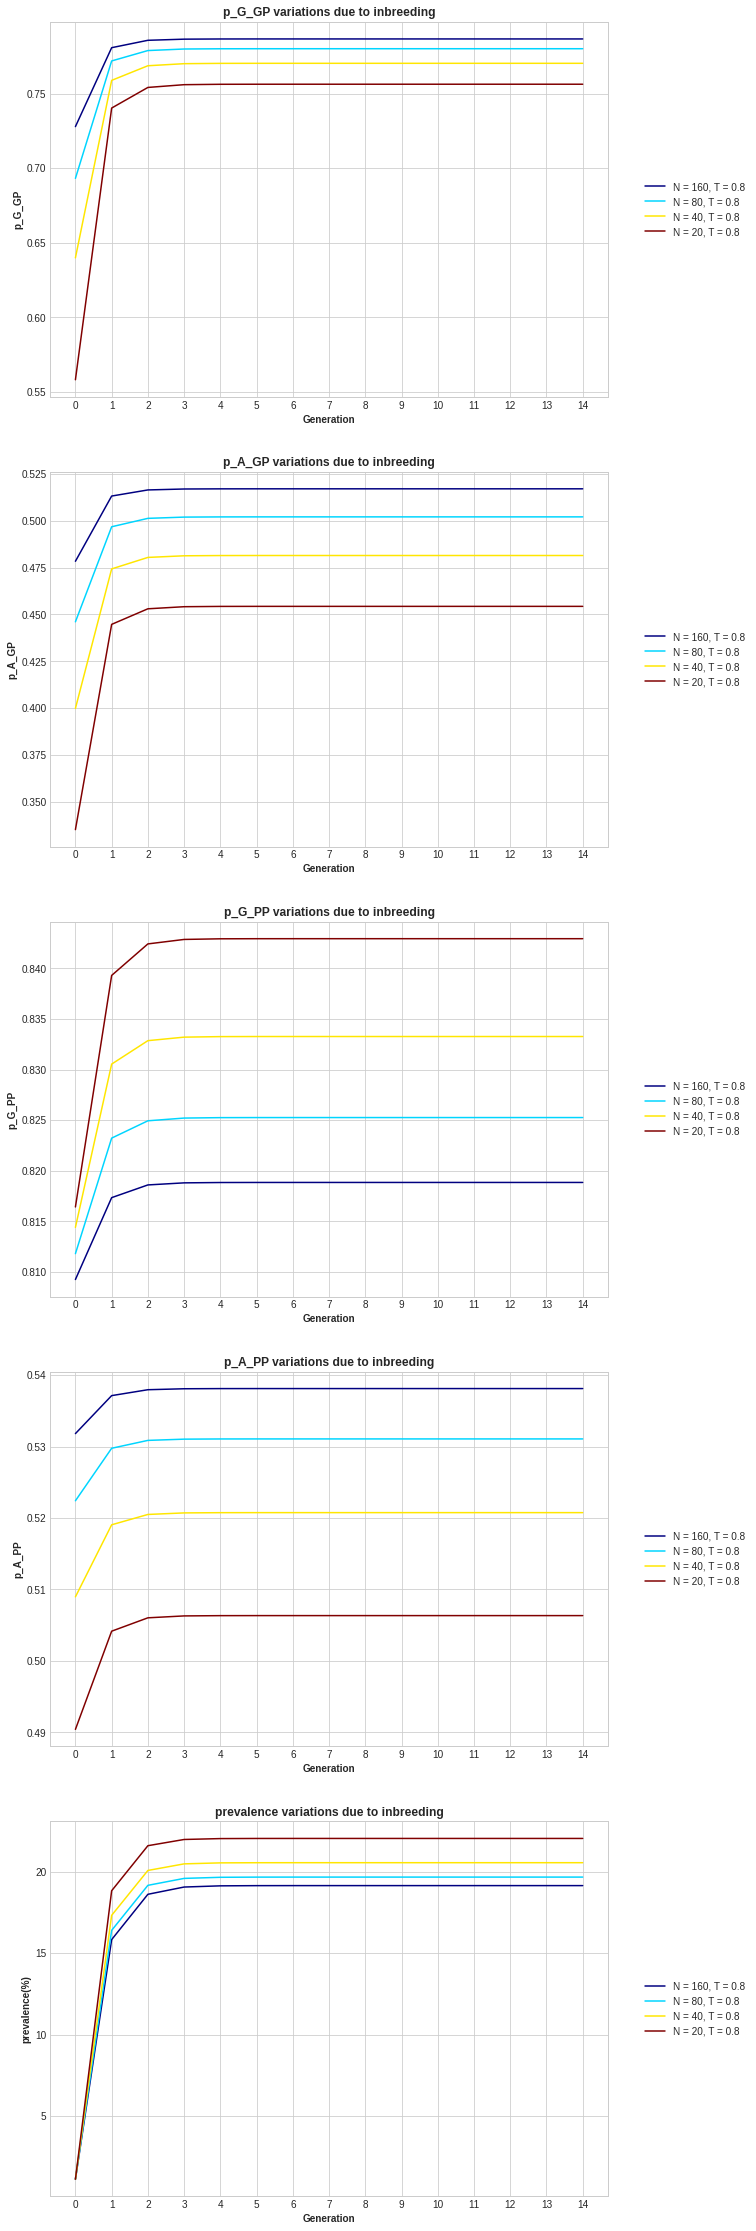 p_G_GP variations due to inbreeding
0.75
0.70
0.65
0.60
0.55
p_G_GP
0 1 2 3 4 5 6 7 8 9 10 11 12 13 14
Generation
N = 160, T = 0.8
N = 80, T = 0.8
N = 40, T = 0.8
N = 20, T = 0.8
p_A_GP variations due to inbreeding
0.525
0.500
0.475
0.450
0.425
0.400
0.375
0.350
p_A_GP
0 1 2 3 4 5 6 7 8 9 10 11 12 13 14
Generation
N = 160, T = 0.8
N = 80, T = 0.8
N = 40, T = 0.8
N = 20, T = 0.8
p_G_PP variations due to inbreeding
0.840
0.835
0.830
0.825
0.820
0.815
0.810
p_G_PP
0 1 2 3 4 5 6 7 8 9 10 11 12 13 14
Generation
N = 160, T = 0.8
N = 80, T = 0.8
N = 40, T = 0.8
N = 20, T = 0.8
p_A_PP variations due to inbreeding
0.54
0.53
0.52
0.51
0.50
0.49
p_A_PP
0 1 2 3 4 5 6 7 8 9 10 11 12 13 14
Generation
N = 160, T = 0.8
N = 80, T = 0.8
N = 40, T = 0.8
N = 20, T = 0.8
prevalence variations due to inbreeding
20
15
10
5
prevalence(%)
0 1 2 3 4 5 6 7 8 9 10 11 12 13 14
Generation
N = 160, T = 0.8
N = 80, T = 0.8
N = 40, T = 0.8
N = 20, T = 0.8